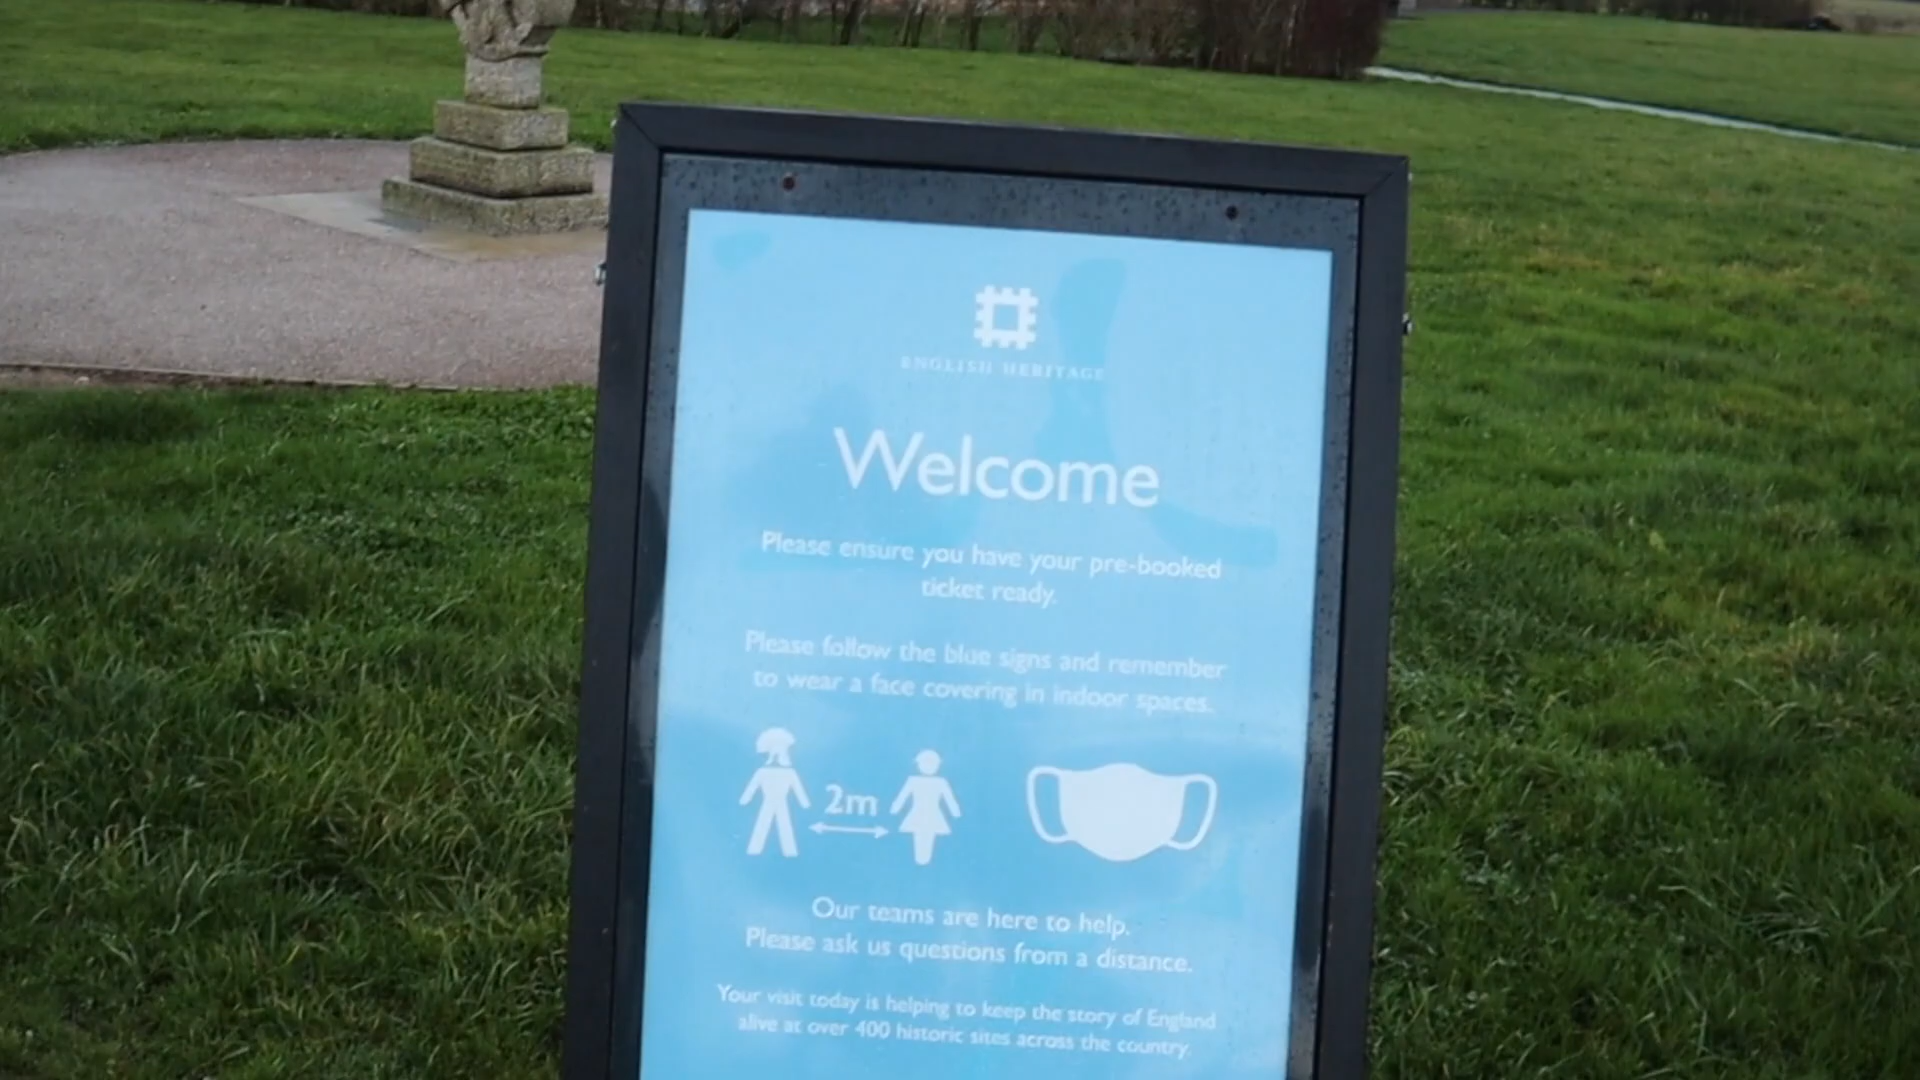 ENGLISH HERITAGE
Welcome
Please ensure you have your pre-booked
ticket ready.
Please follow the blue signs and remember
to wear a face covering in indoor spaces.
2m
Our teams are here to help.
Please ask us questions from a distance.
Your visit today is helping to keep the story of England
alive at over 400 historic sites across the country.